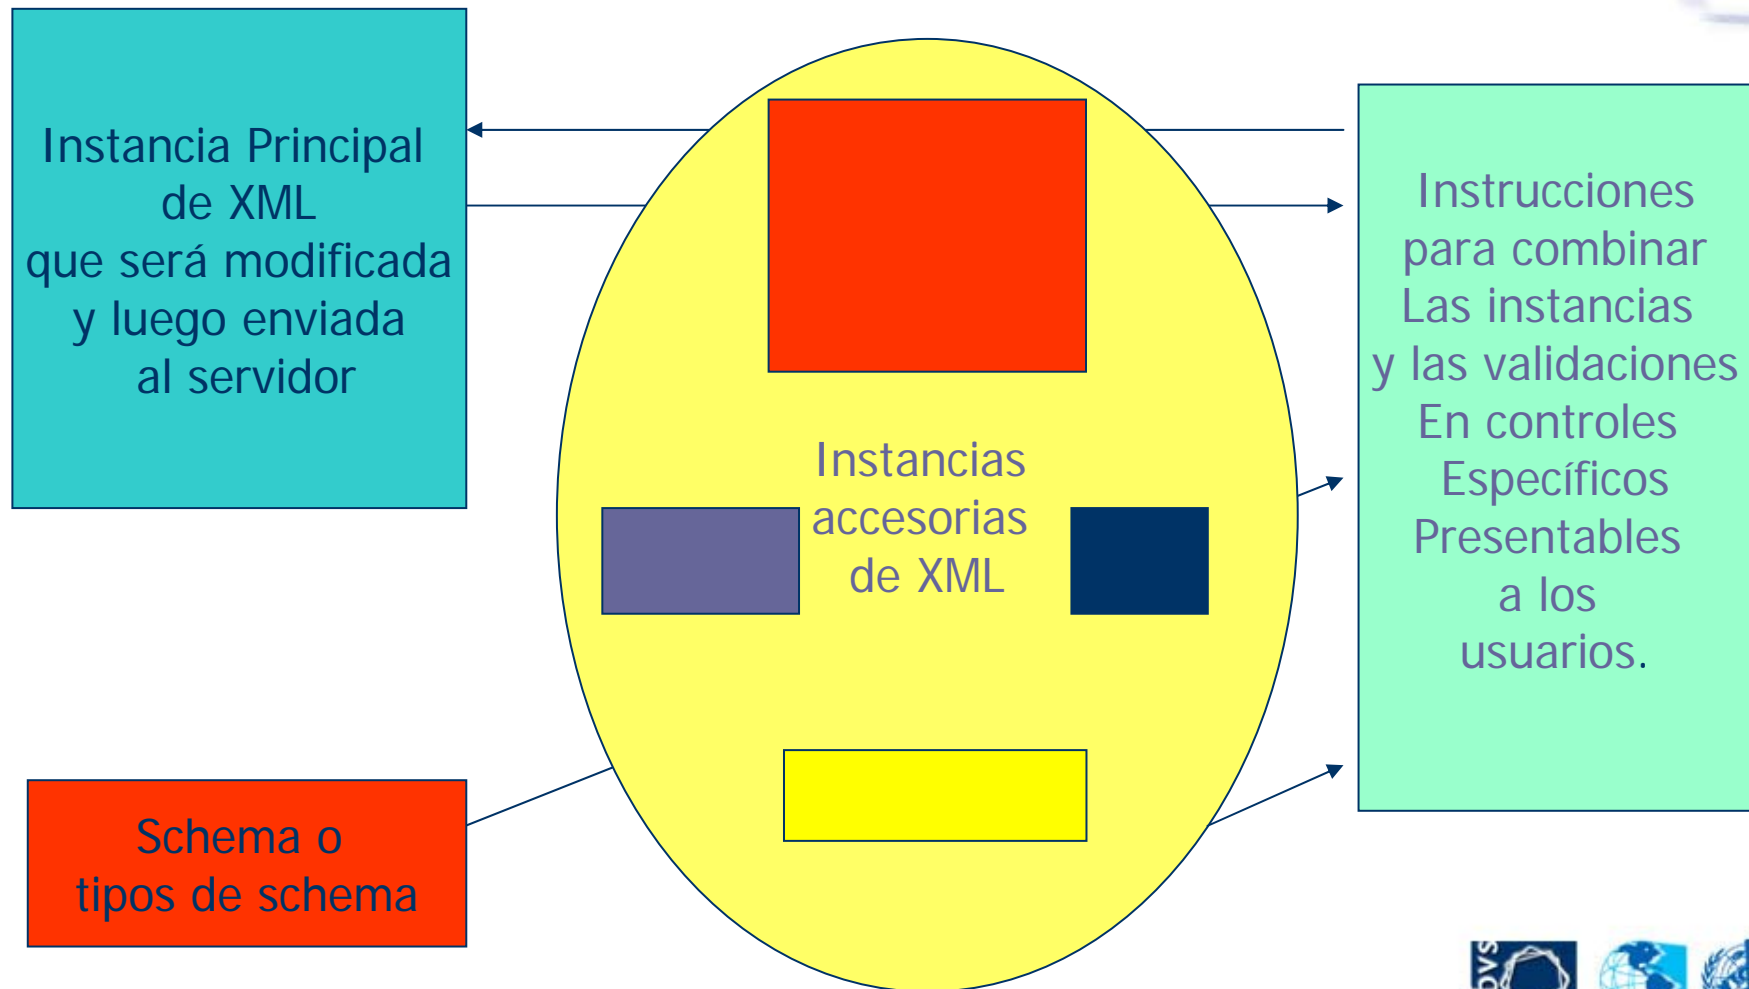 Instancia Principal
de XML
que será modificada
y luego enviada
al servidor
Instrucciones
para combinar
Las instancias
y las validaciones
En controles
Específicos
Presentables
a los
usuarios.
Instancias
accesorias
de XML
Schema o
tipos de schema